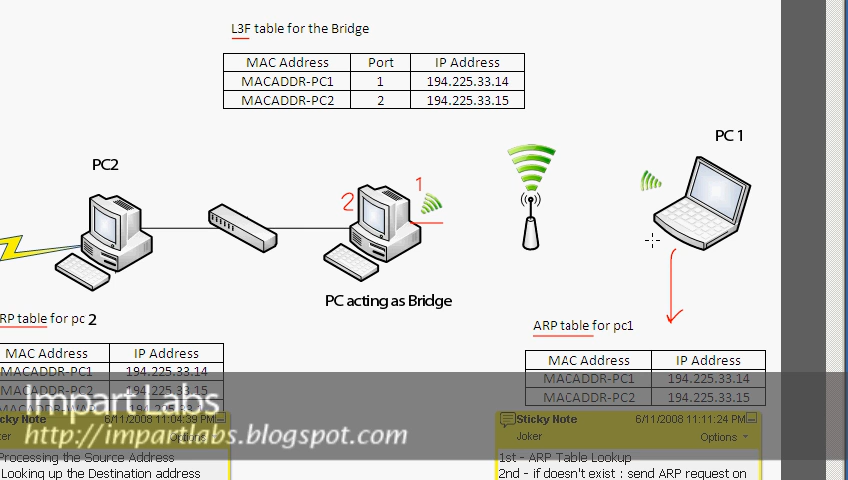 L3F table for the Bridge
MAC Address Port IP Address
MACADDR-PC1 1 194.225.33.14
MACADDR-PC2 2 194.225.33.15
PC 1
PC2
2 1
PC acting as Bridge
RP table for pc 2
MAC Address IP Address
MACADDR-PC1 194.225.33.14
MACADDR-PC2 194.225.33.15
ARP table for pc1
MAC Address IP Address
MACADDR-PC1 194.225.33.14
MACADDR-PC2 194.225.33.15
Impart Labs
http://impartlabs.blogspot.com
cky Note 6/11/2008 11:04:39 PM
ker Options
Processing the Source Address
Looking up the Destination address
Sticky Note 6/11/2008 11:11:24 PM
Joker Options
1st - ARP Table Lookup
2nd - if doesn't exist : send ARP request on